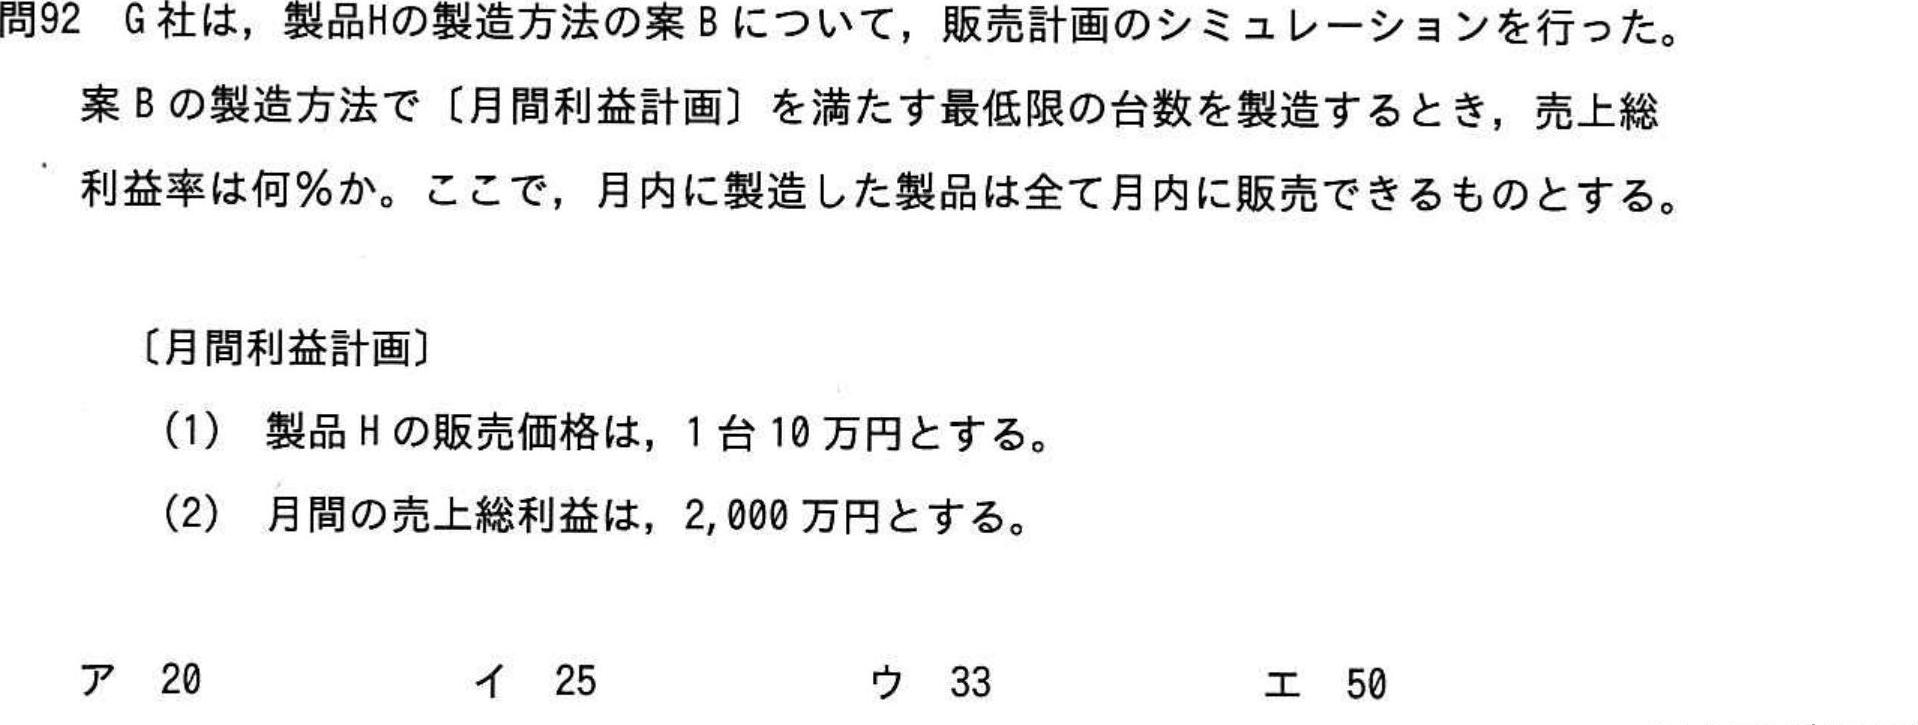 問92 G社は，製品Hの製造方法の案Bについて，販売計画のシミュレーションを行った。
案Bの製造方法で〔月間利益計画〕を満たす最低限の台数を製造するとき，売上総
利益率は何%か。ここで，月内に製造した製品は全て月内に販売できるものとする。
〔月間利益計画〕
(1) 製品Hの販売価格は，1台10万円とする。
(2) 月間の売上総利益は，2,000万円とする。
ア 20 イ 25 ウ 33 エ 50